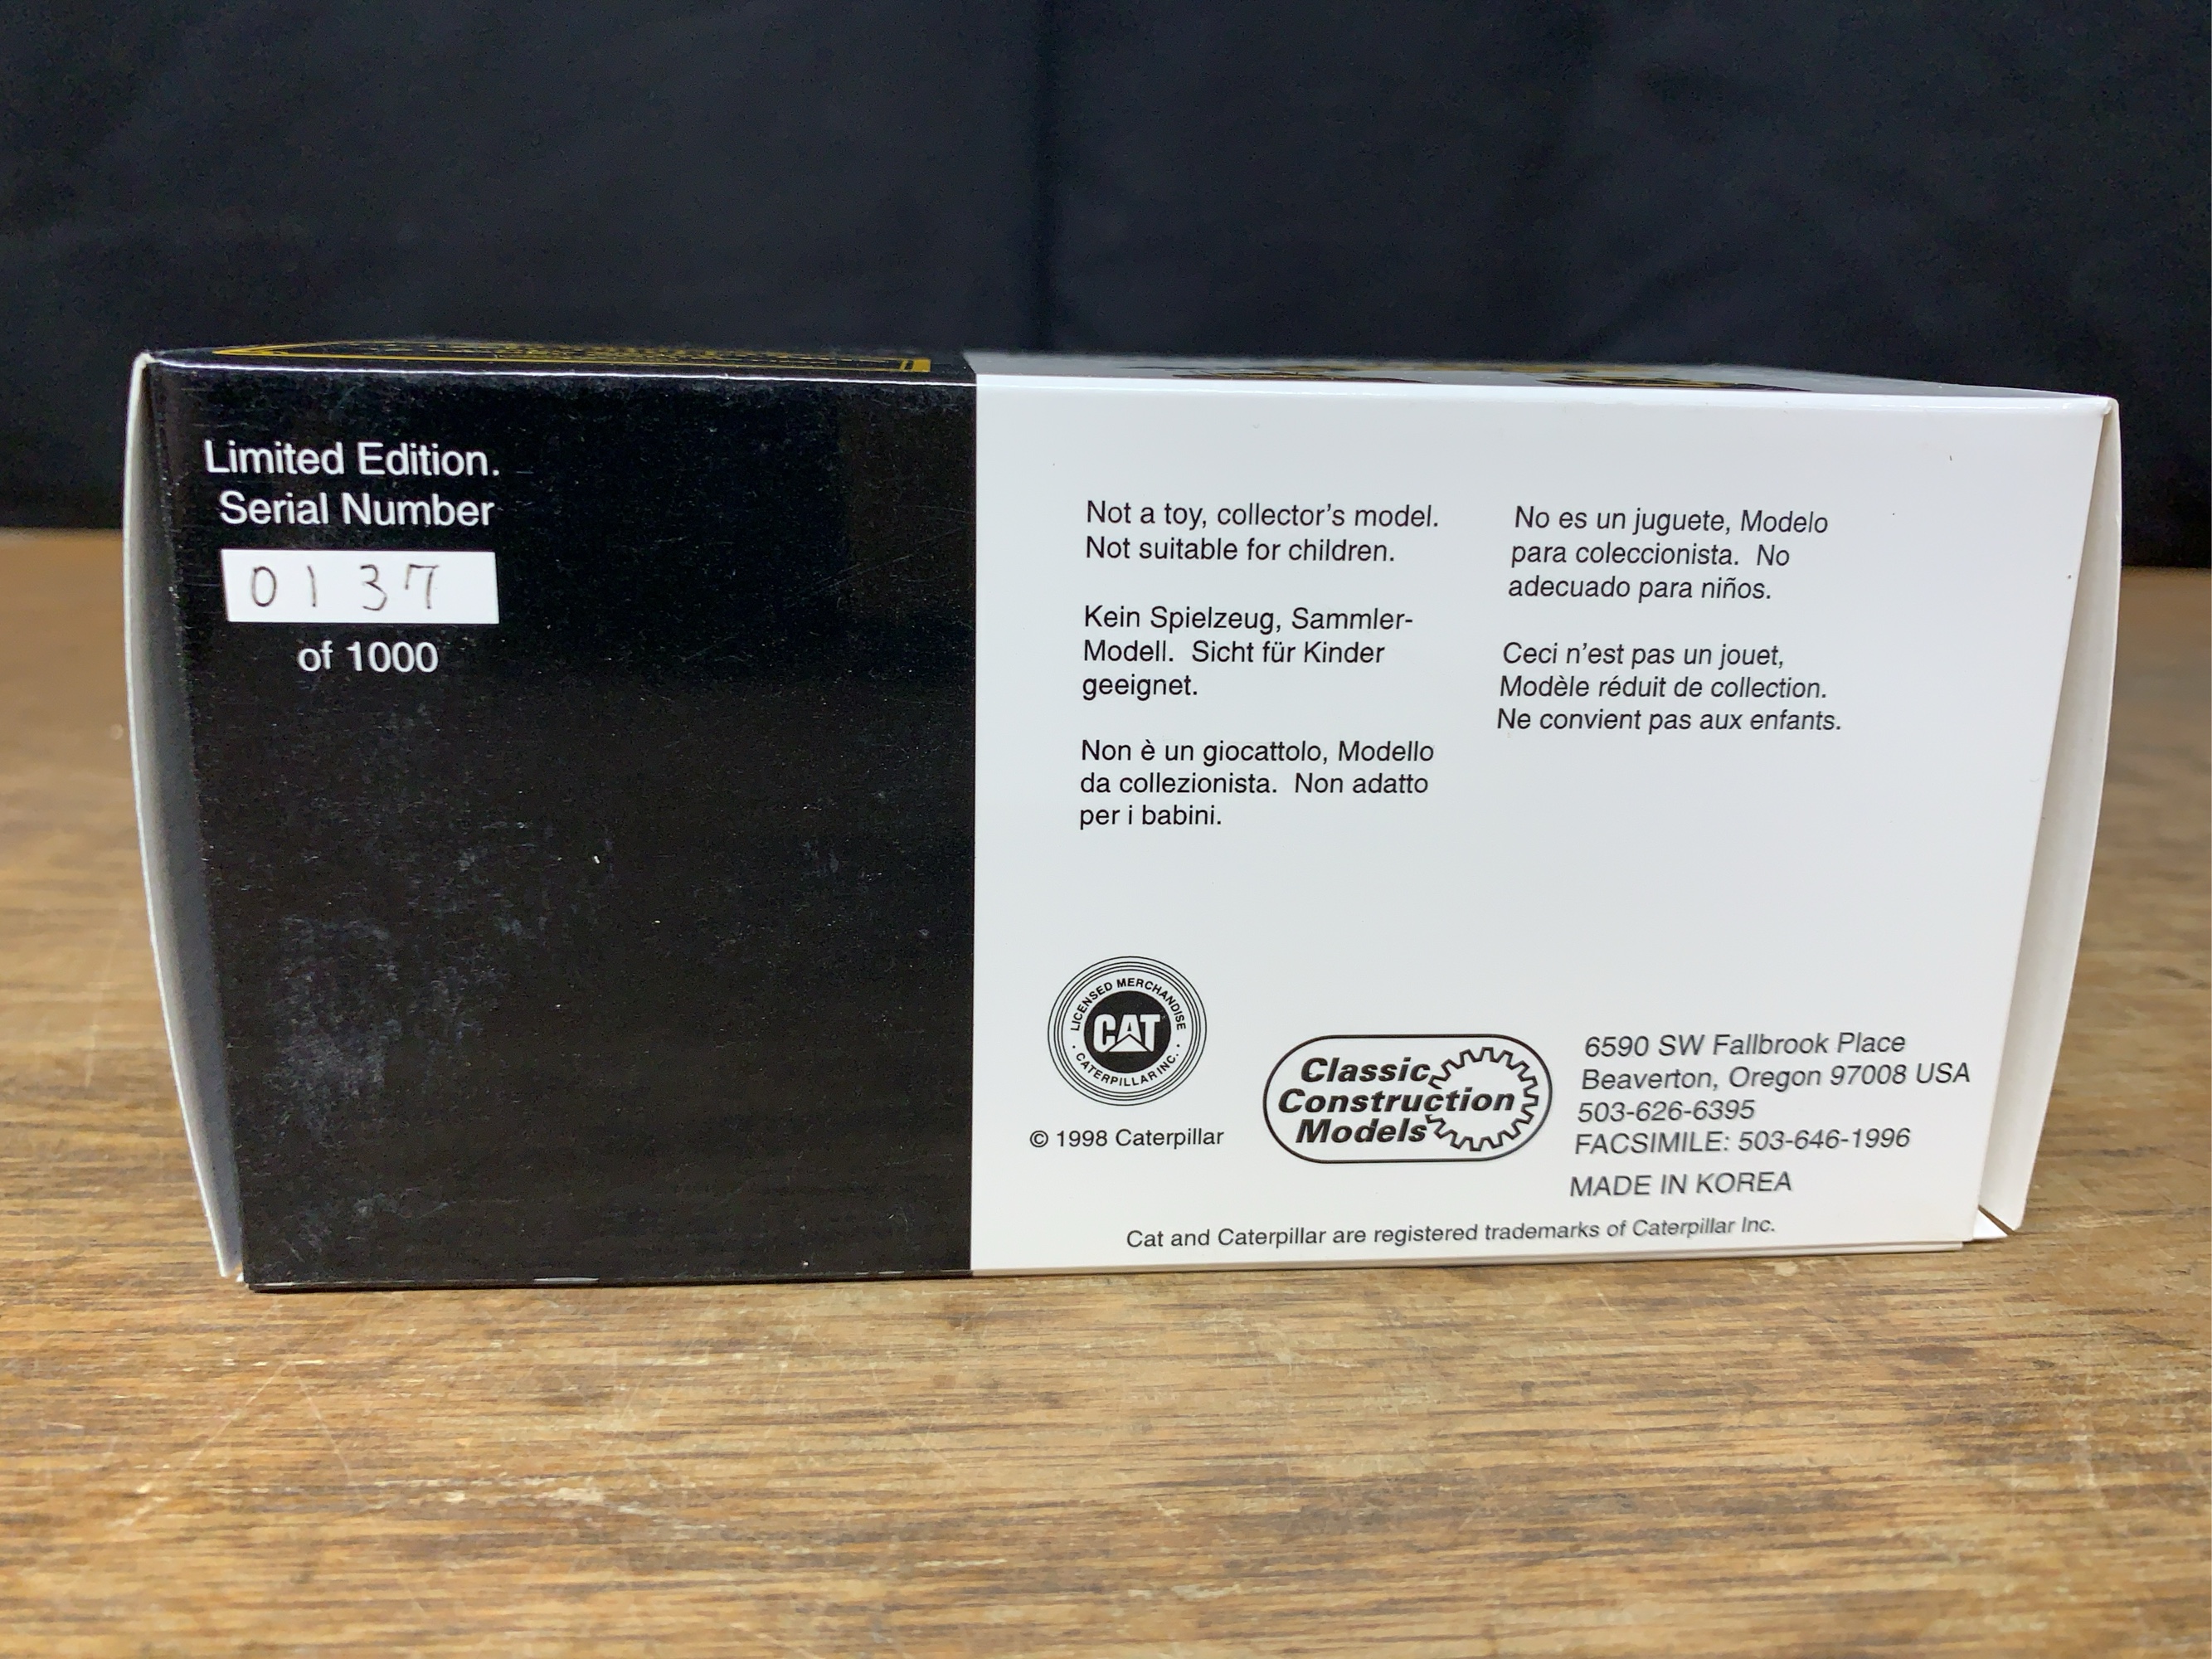 Limited Edition.
Serial Number
0137
of 1000
Not a toy, collector's model.
Not suitable for children.
Kein Spielzeug, Sammler-
Modell. Sicht für Kinder
geeignet.
Non è un giocattolo, Modello
da collezionista. Non adatto
per i babini.
No es un juguete, Modelo
para coleccionista. No
adecuado para niños.
Ceci n'est pas un jouet,
Modèle réduit de collection.
Ne convient pas aux enfants.
LICENSED MERCHANDISE
CAT
CATERPILLAR INC.
© 1998 Caterpillar
Classic
Construction
Models
6590 SW Fallbrook Place
Beaverton, Oregon 97008 USA
503-626-6395
FACSIMILE: 503-646-1996
MADE IN KOREA
Cat and Caterpillar are registered trademarks of Caterpillar Inc.